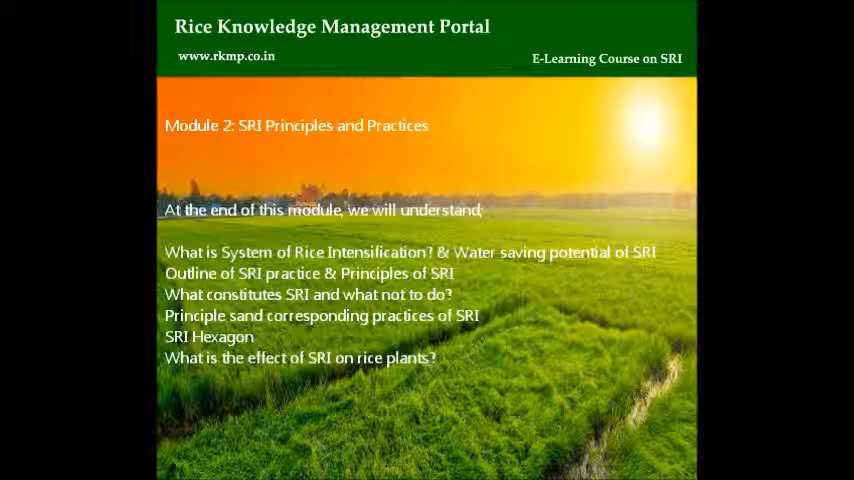 Rice Knowledge Management Portal
www.rkmp.co.in
E-Learning Course on SRI
Module 2: SRI Principles and Practices
At the end of this module, we will understand;
What is System of Rice Intensification? & Water saving potential of SRI
Outline of SRI practice & Principles of SRI
What constitutes SRI and what not to do?
Principle sand corresponding practices of SRI
SRI Hexagon
What is the effect of SRI on rice plants?